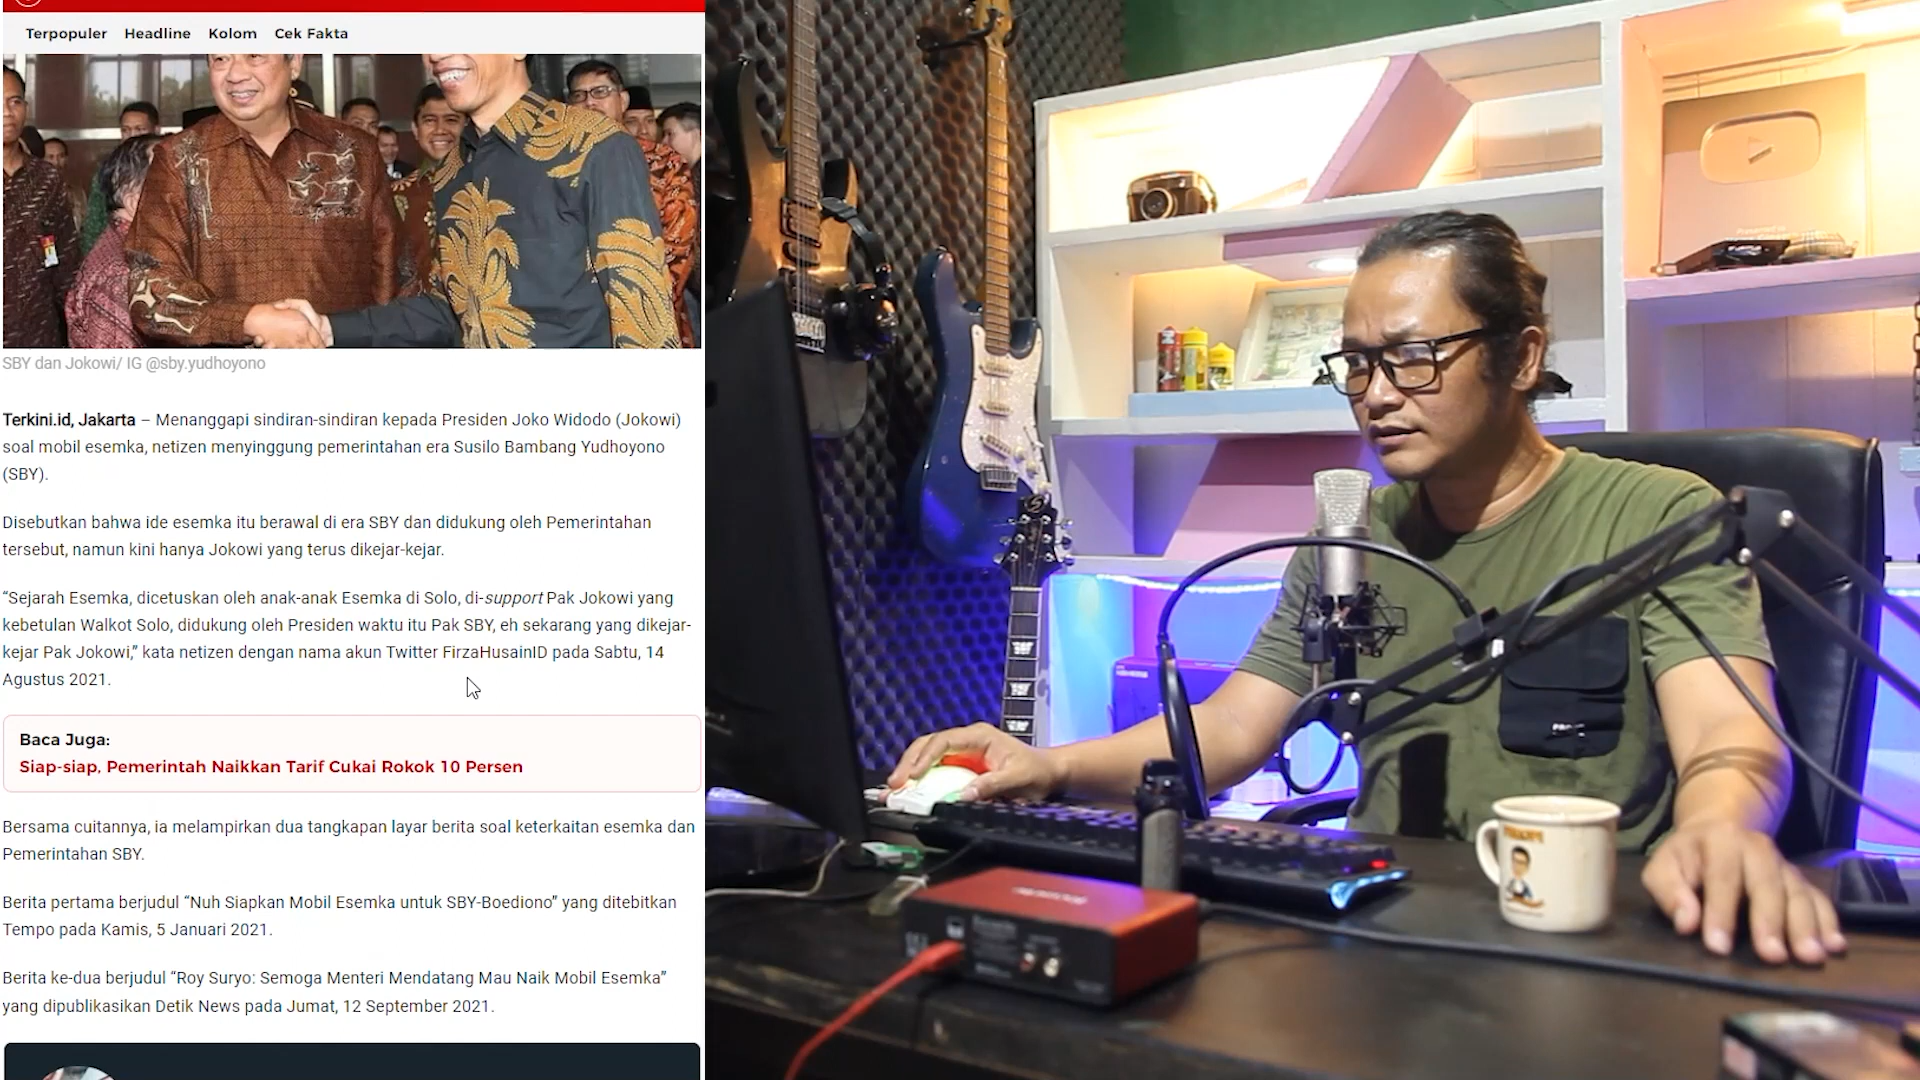 Terpopuler Headline Kolom Cek Fakta
SBY dan Jokowi/ IG @sby.yudhoyono
Terkini.id, Jakarta – Menanggapi sindiran-sindiran kepada Presiden Joko Widodo (Jokowi)
soal mobil esemka, netizen menyinggung pemerintahan era Susilo Bambang Yudhoyono
(SBY).
Disebutkan bahwa ide esemka itu berawal di era SBY dan didukung oleh Pemerintahan
tersebut, namun kini hanya Jokowi yang terus dikejar-kejar.
“Sejarah Esemka, dicetuskan oleh anak-anak Esemka di Solo, di-support Pak Jokowi yang
kebetulan Walkot Solo, didukung oleh Presiden waktu itu Pak SBY, eh sekarang yang dikejar-
kejar Pak Jokowi,” kata netizen dengan nama akun Twitter FirzaHusainID pada Sabtu, 14
Agustus 2021.
Baca Juga:
Siap-siap, Pemerintah Naikkan Tarif Cukai Rokok 10 Persen
Bersama cuitannya, ia melampirkan dua tangkapan layar berita soal keterkaitan esemka dan
Pemerintahan SBY.
Berita pertama berjudul “Nuh Siapkan Mobil Esemka untuk SBY-Boediono” yang ditebitkan
Tempo pada Kamis, 5 Januari 2021.
Berita ke-dua berjudul “Roy Suryo: Semoga Menteri Mendatang Mau Naik Mobil Esemka”
yang dipublikasikan Detik News pada Jumat, 12 September 2021.